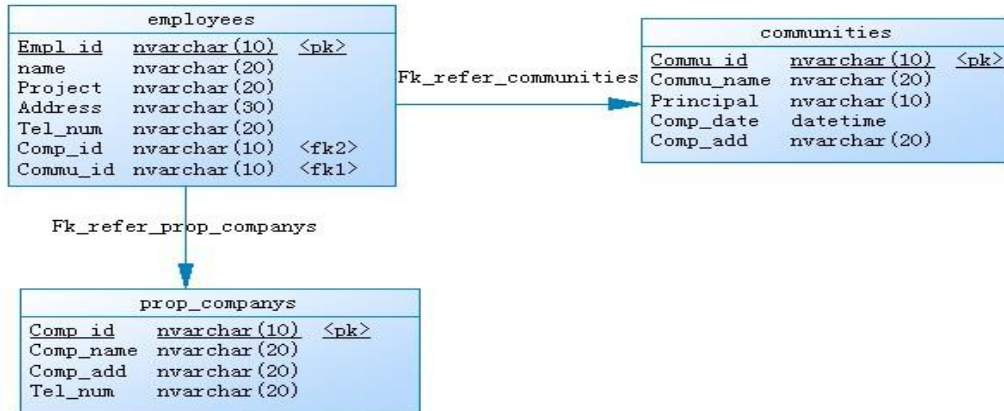 employees
Empl_id nvarchar(10) <pk>
name nvarchar(20)
Project nvarchar(20)
Address nvarchar(30)
Tel_num nvarchar(20)
Comp_id nvarchar(10) <fk2>
Commu_id nvarchar(10) <fk1>
Fk_refer_communities
communities
Commu_id nvarchar(10) <pk>
Commu_name nvarchar(20)
Principal nvarchar(10)
Comp_date datetime
Comp_add nvarchar(20)
Fk_refer_prop_companys
prop_companys
Comp_id nvarchar(10) <pk>
Comp_name nvarchar(20)
Comp_add nvarchar(20)
Tel_num nvarchar(20)